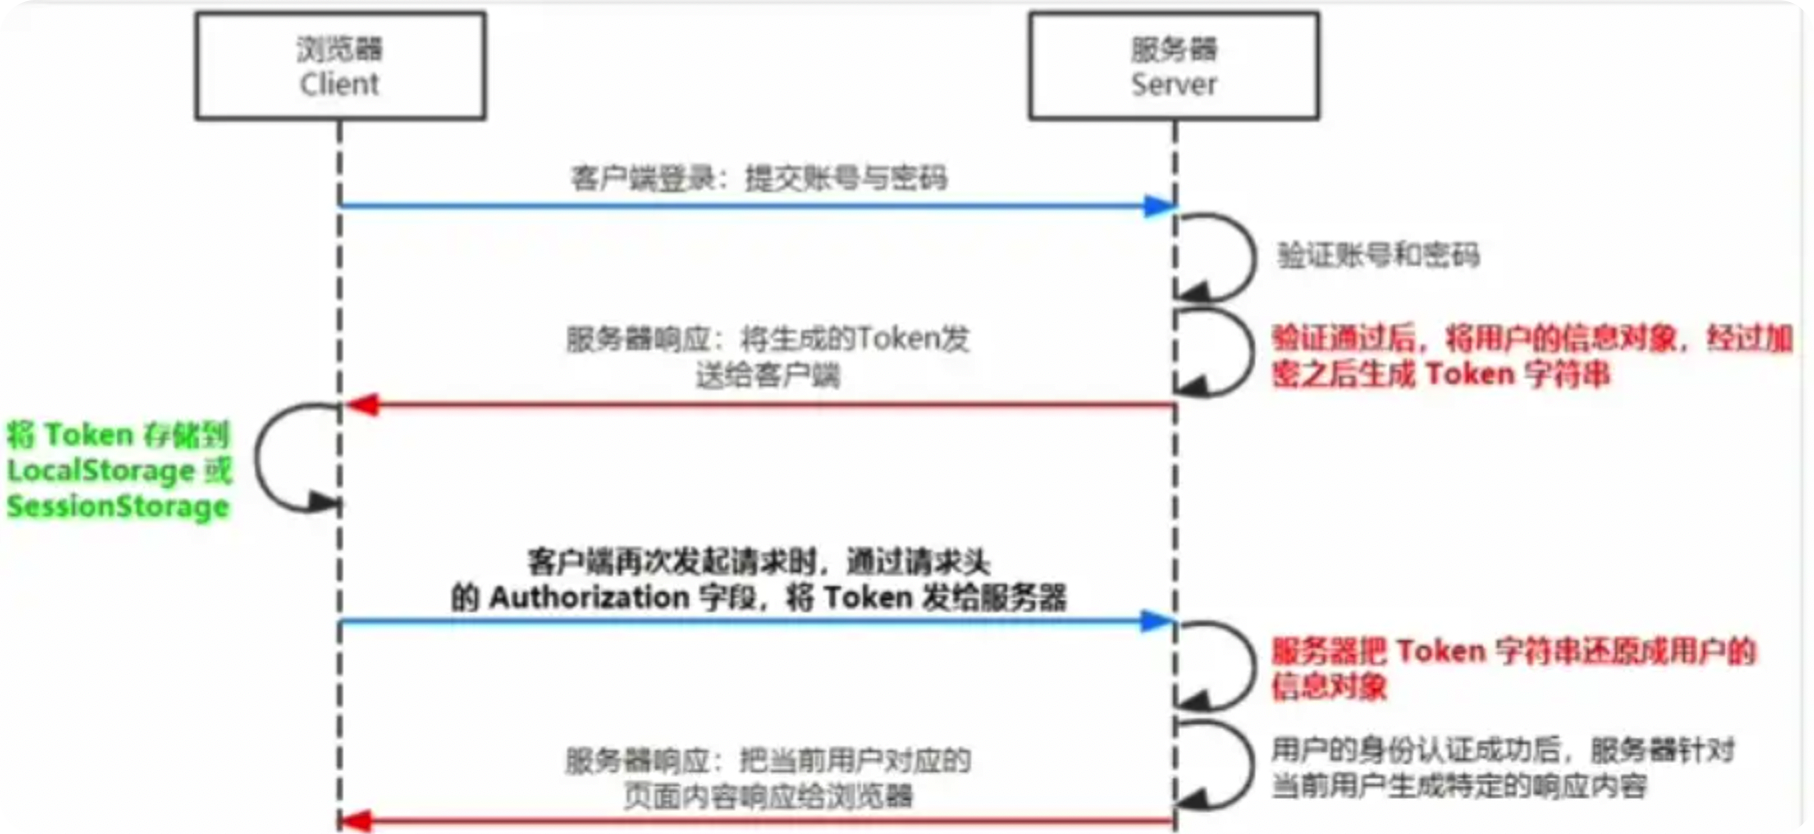 浏览器
Client
服务器
Server
客户端登录：提交账号与密码
验证账号和密码
验证通过后，将用户的信息对象，经过加
密之后生成 Token 字符串
服务器响应：将生成的Token发
送给客户端
将 Token 存储到
LocalStorage 或
SessionStorage
客户端再次发起请求时，通过请求头
的 Authorization 字段，将 Token 发给服务器
服务器把 Token 字符串还原成用户的
信息对象
用户的身份认证成功后，服务器针对
当前用户生成特定的响应内容
服务器响应：把当前用户对应的
页面内容响应给浏览器